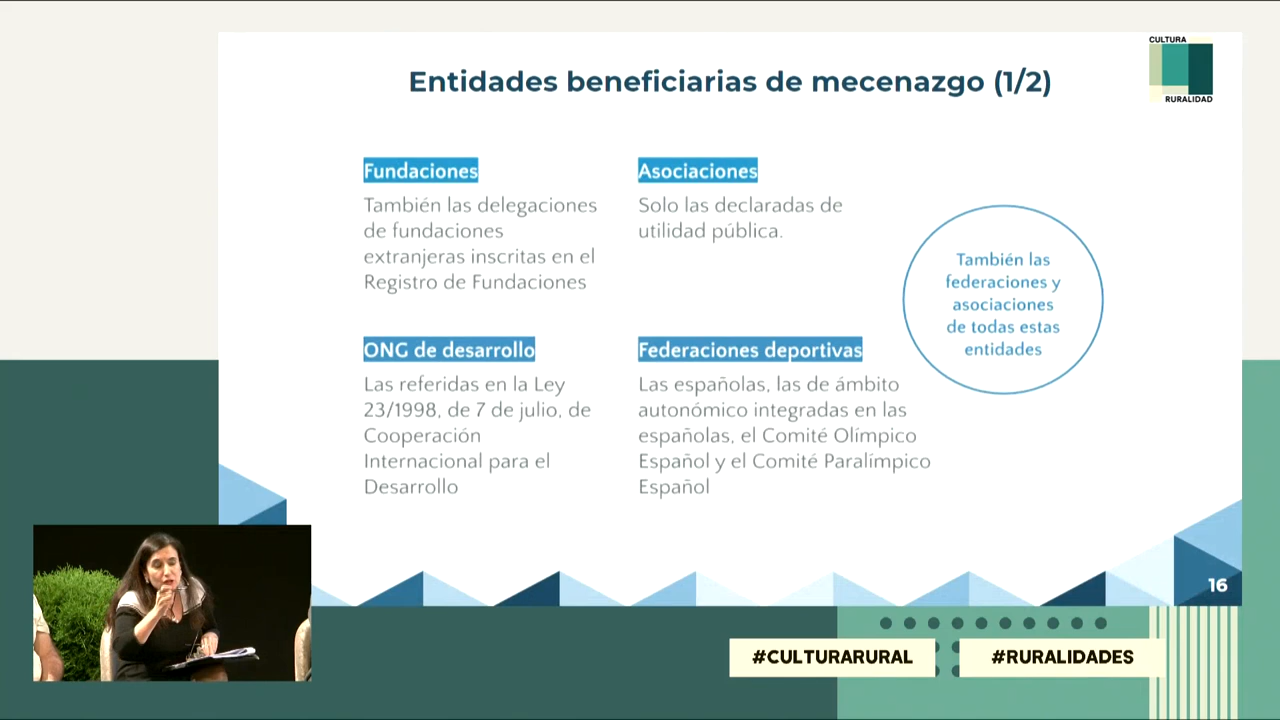 CULTURA
RURALIDAD
Entidades beneficiarias de mecenazgo (1/2)
Fundaciones
También las delegaciones
de fundaciones
extranjeras inscritas en el
Registro de Fundaciones
Asociaciones
Solo las declaradas de
utilidad pública.
También las
federaciones y
asociaciones
de todas estas
entidades
ONG de desarrollo
Las referidas en la Ley
23/1998, de 7 de julio, de
Cooperación
Internacional para el
Desarrollo
Federaciones deportivas
Las españolas, las de ámbito
autonómico integradas en las
españolas, el Comité Olímpico
Español y el Comité Paralímpico
Español
16
#CULTURARURAL
#RURALIDADES